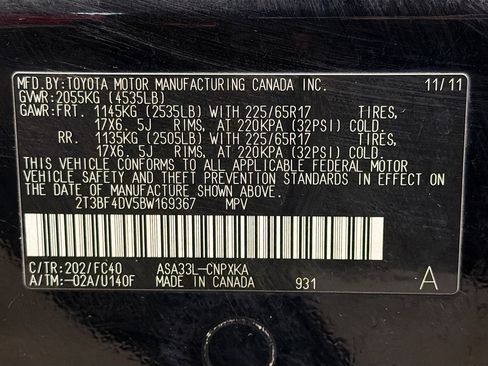 MFD. BY: TOYOTA MOTOR MANUFACTURING CANADA INC. 11/11
GVWR: 2055KG (4535LB)
GAWR: FRT. 1145KG (2535LB) WITH 225/65R17 TIRES,
17X6. 5J RIMS, AT 220KPA (32PSI) COLD.
RR. 1135KG (2505LB) WITH 225/65R17 TIRES,
17X6. 5J RIMS, AT 220KPA (32PSI) COLD.
THIS VEHICLE CONFORMS TO ALL APPLICABLE FEDERAL MOTOR
VEHICLE SAFETY AND THEFT PREVENTION STANDARDS IN EFFECT
ON THE DATE OF MANUFACTURE SHOWN ABOVE.
2T3BF4DV5BW169367 MPV
C/TR: 202/FC40 ASA33L-CNPXKA
A/TM: -02A/U140F MADE IN CANADA 931 A